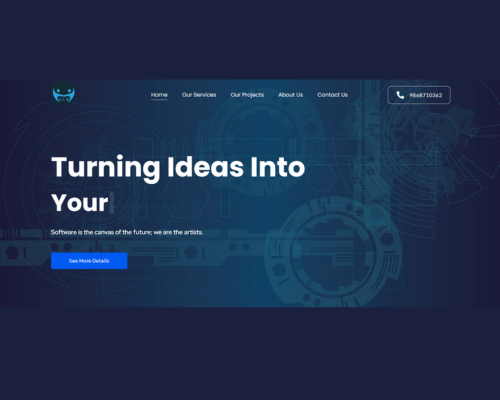 Home Our Services Our Projects About Us Contact Us 9868710362
Turning Ideas Into
Your
Software is the canvas of the future; we are the artists.
See More Details